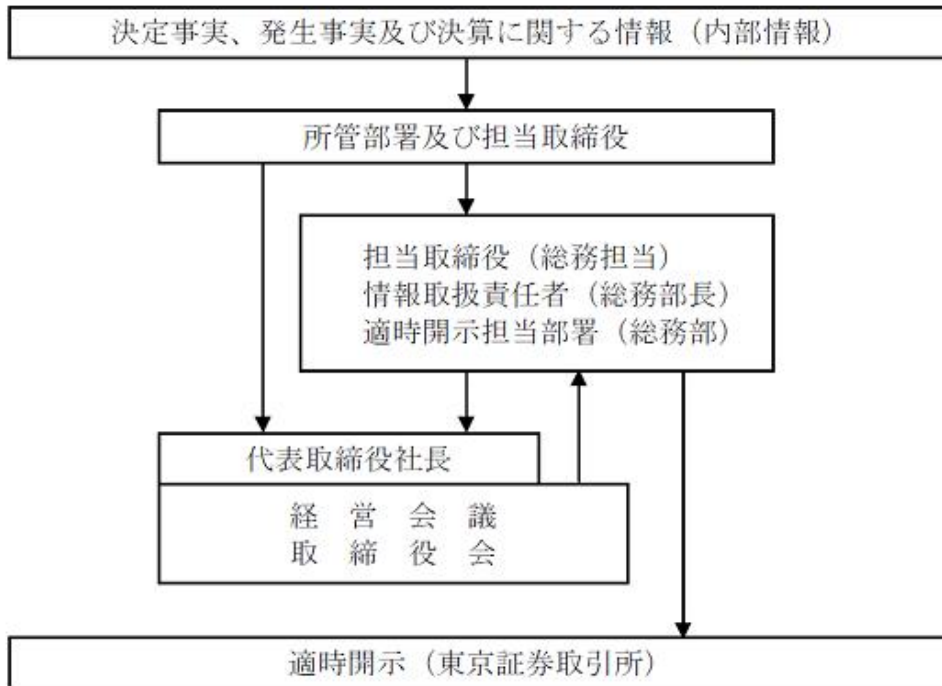 決定事実、発生事実及び決算に関する情報（内部情報）
所管部署及び担当取締役
担当取締役（総務担当）
情報取扱責任者（総務部長）
適時開示担当部署（総務部）
代表取締役社長
経　営　会　議
取　締　役　会
適時開示（東京証券取引所）